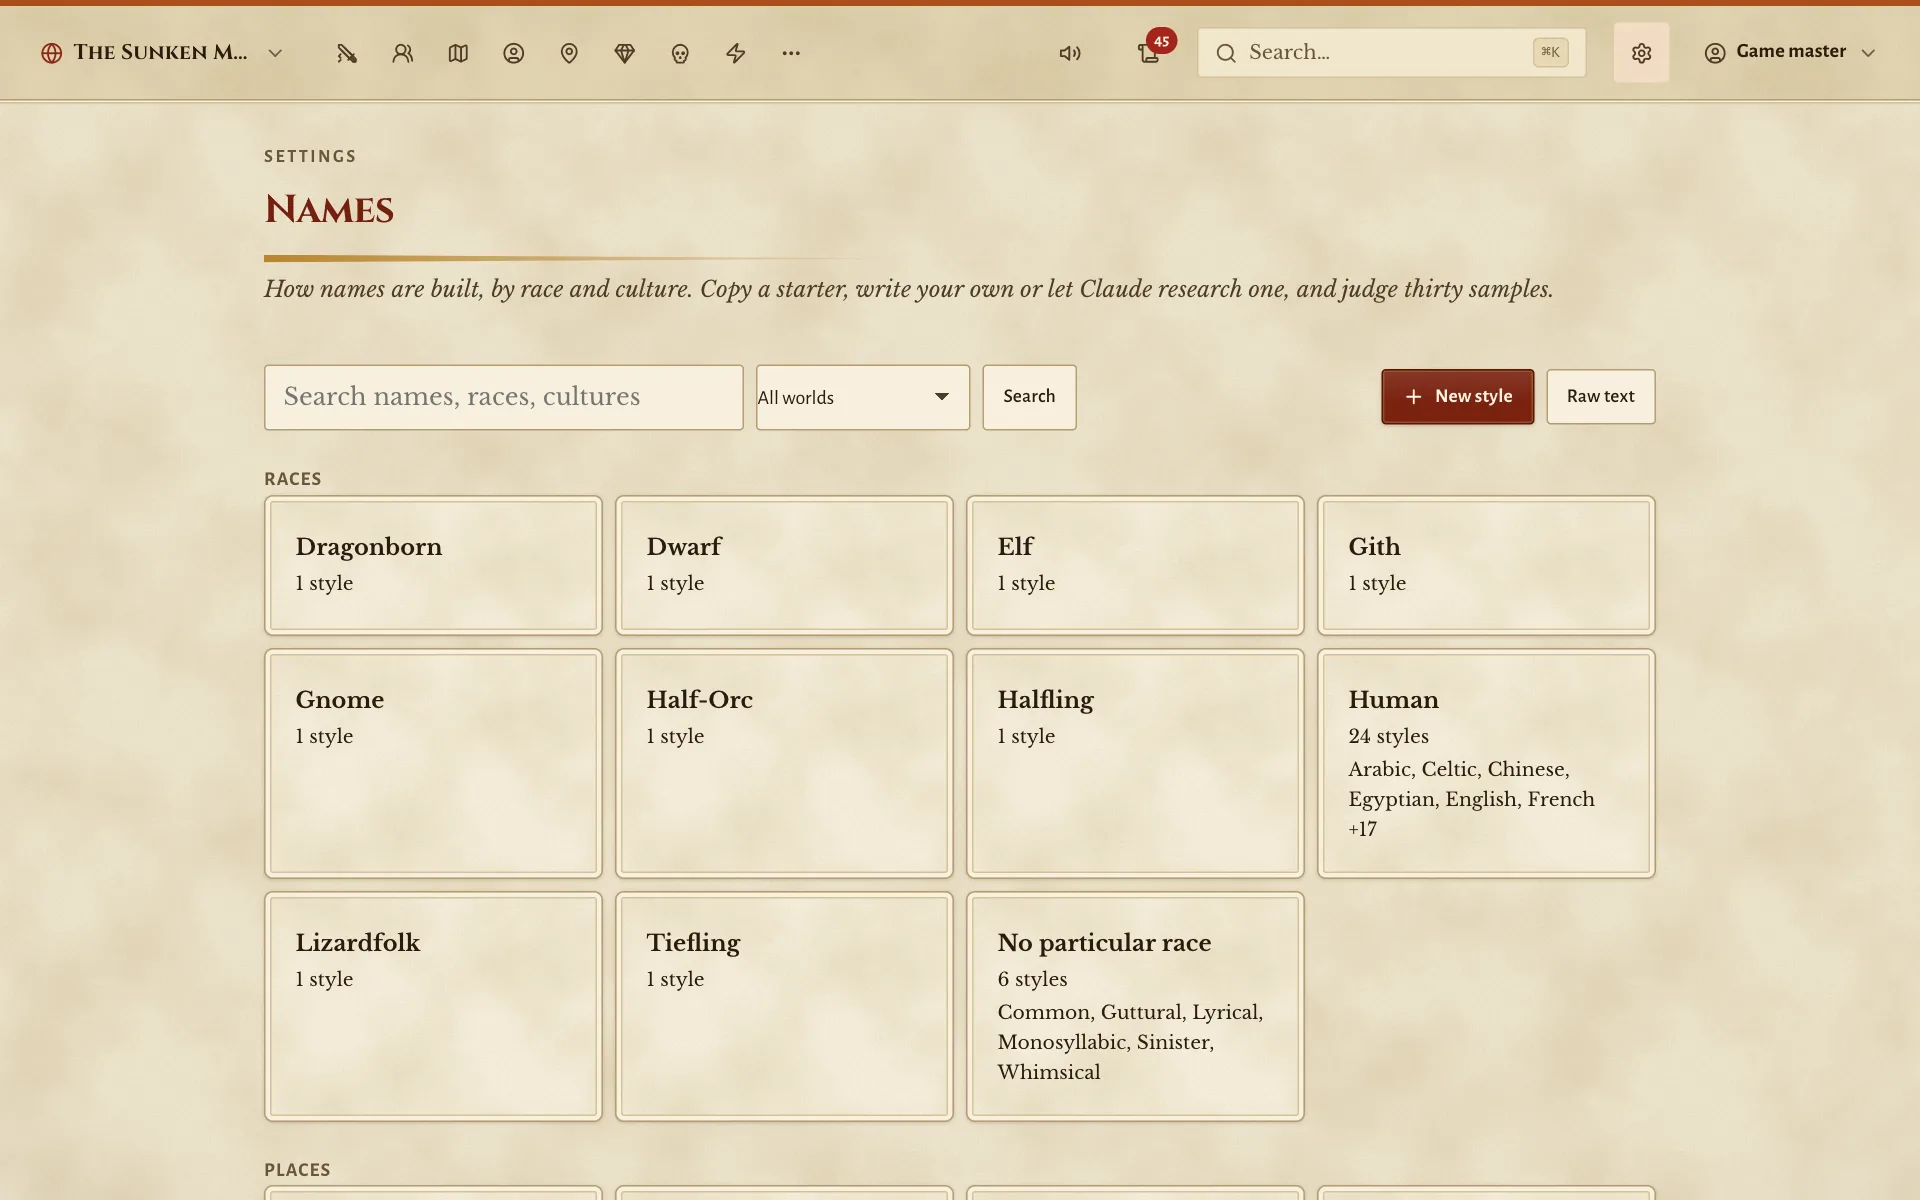 THE SUNKEN M...
45
Search...
⌘K
Game master
SETTINGS
NAMES
How names are built, by race and culture. Copy a starter, write your own or let Claude research one, and judge thirty samples.
Search names, races, cultures
All worlds
Search
New style
Raw text
RACES
Dragonborn
1 style
Dwarf
1 style
Elf
1 style
Gith
1 style
Gnome
1 style
Half-Orc
1 style
Halfling
1 style
Human
24 styles
Arabic, Celtic, Chinese,
Egyptian, English, French
+17
Lizardfolk
1 style
Tiefling
1 style
No particular race
6 styles
Common, Guttural, Lyrical,
Monosyllabic, Sinister,
Whimsical
PLACES